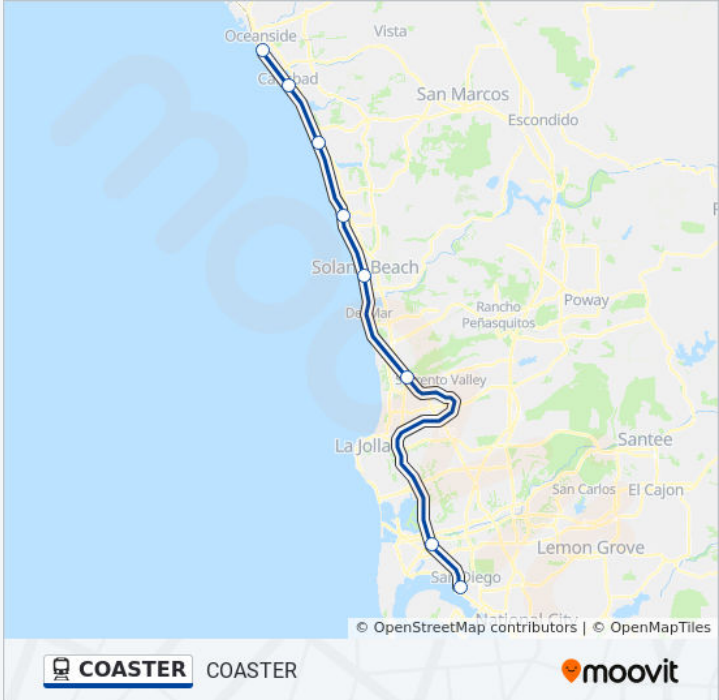 Oceanside
Vista
Carlsbad
San Marcos
Escondido
Solana Beach
Del Mar
Rancho
Peñasquitos
Poway
Sorrento Valley
La Jolla
Santee
San Carlos
El Cajon
Lemon Grove
San Diego
National City
© OpenStreetMap contributors | © OpenMapTiles
COASTER COASTER
moovit